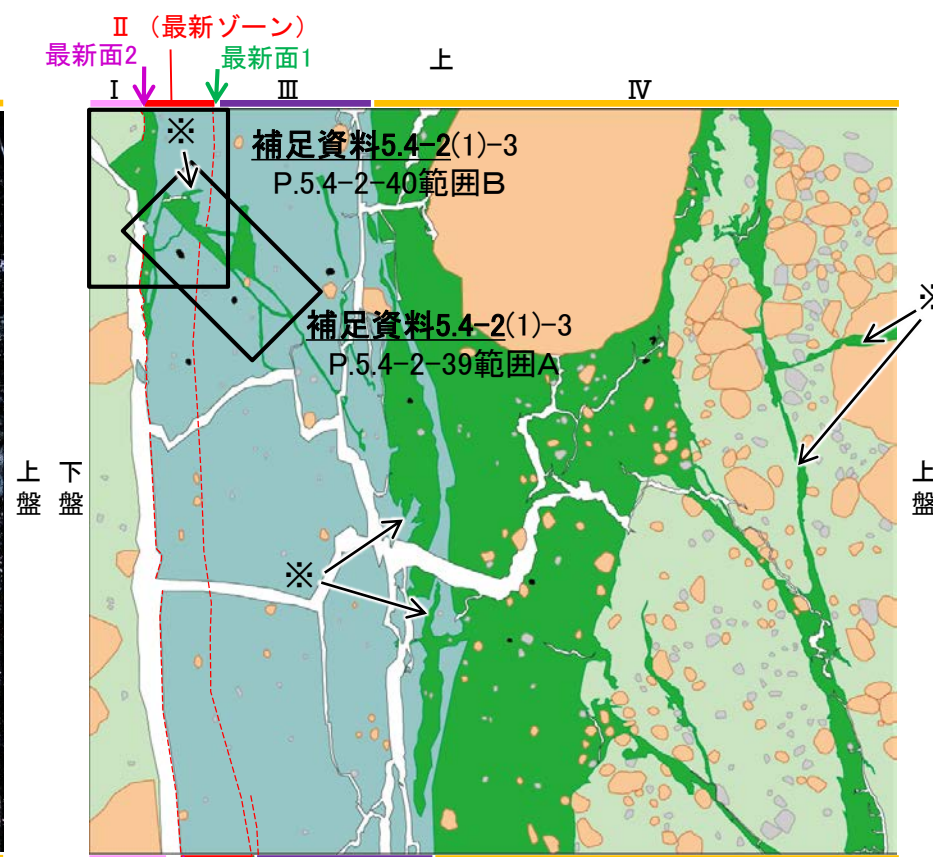 Ⅱ（最新ゾーン）
最新面2
最新面1
上
Ⅰ
Ⅲ
Ⅳ
※
補足資料5.4-2(1)-3
P.5.4-2-40範囲B
※
補足資料5.4-2(1)-3
P.5.4-2-39範囲A
上盤
下盤
上盤
※